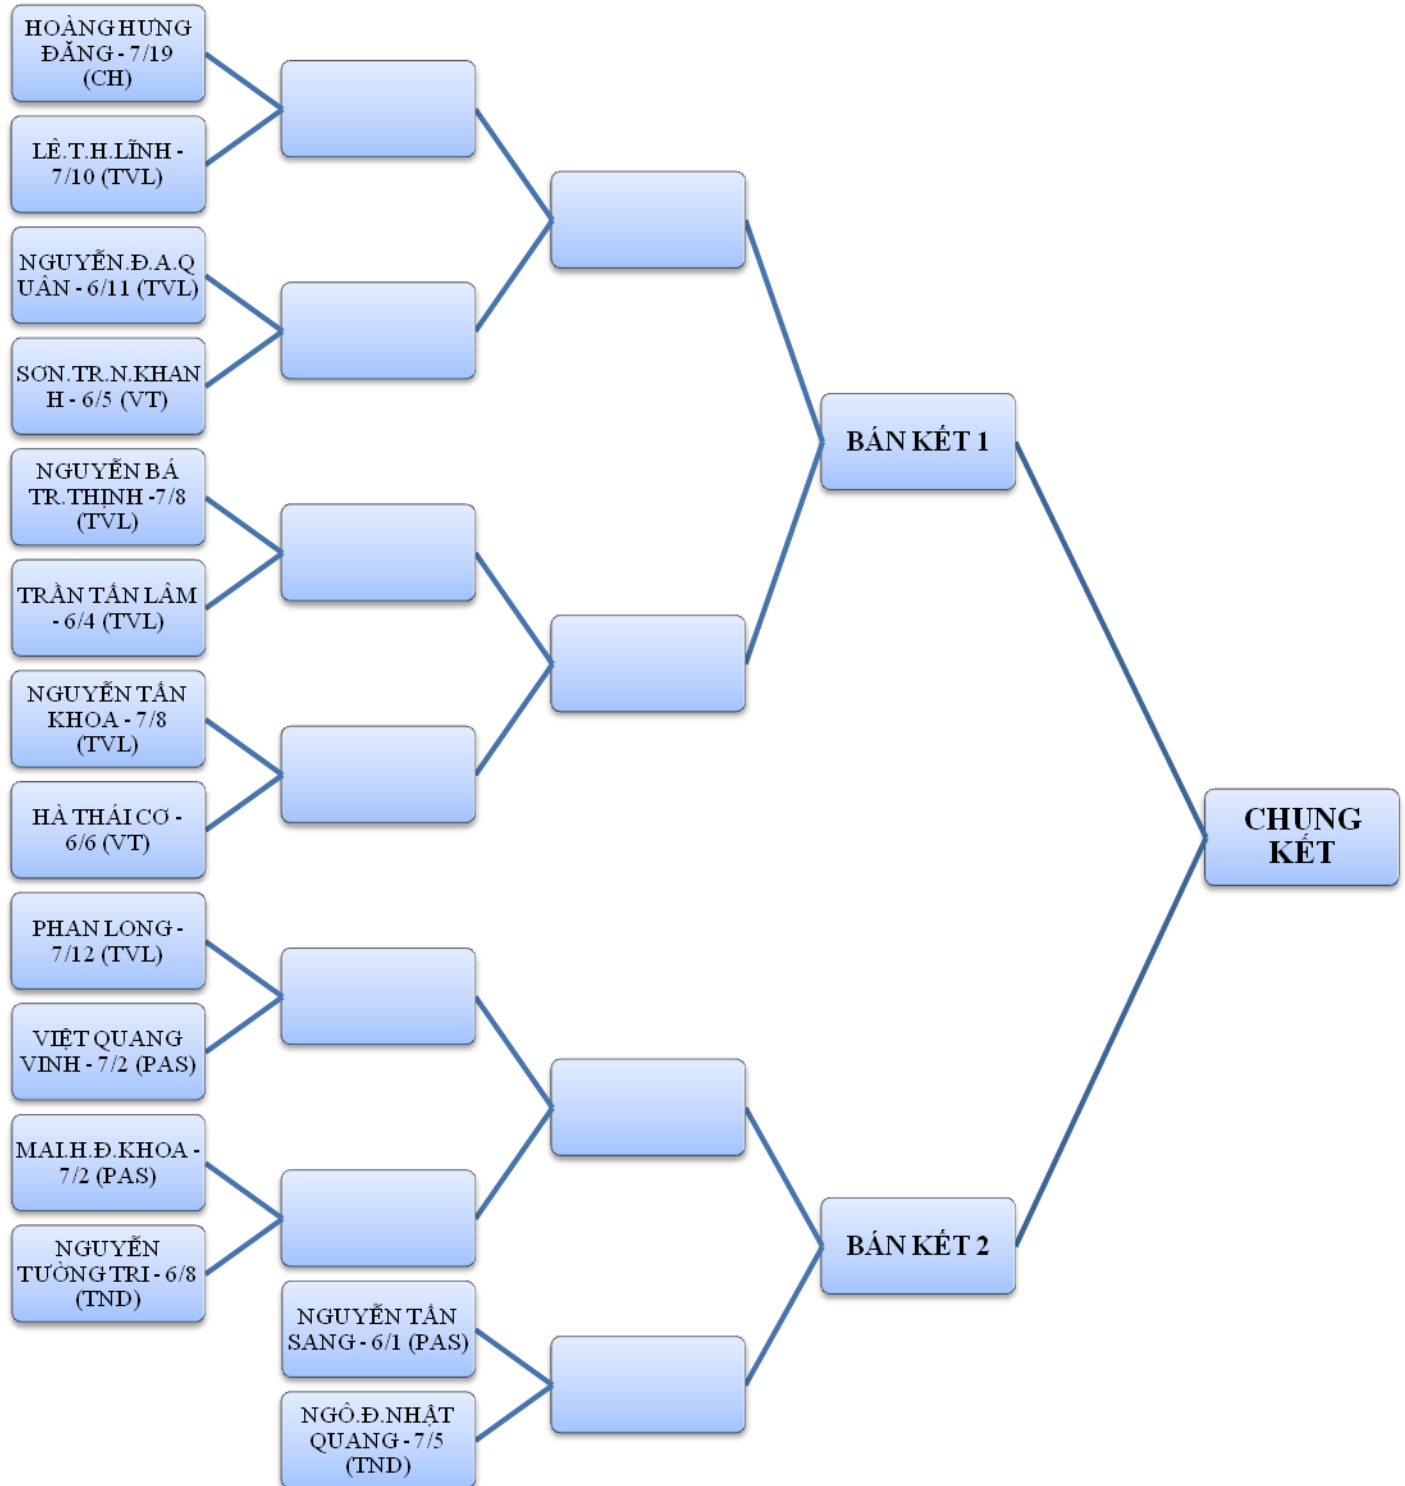 HOÀNG HƯNG
ĐĂNG - 7/19
(CH)
LÊ.T.H.LĨNH -
7/10 (TVL)
NGUYỄN.Đ.A.Q
UÂN - 6/11 (TVL)
SƠN.TR.N.KHAN
H - 6/5 (VT)
NGUYỄN BÁ
TR.THỊNH -7/8
(TVL)
TRẦN TẤN LÂM
- 6/4 (TVL)
NGUYỄN TẤN
KHOA - 7/8
(TVL)
HÀ THÁI CƠ -
6/6 (VT)
PHAN LONG -
7/12 (TVL)
VIỆT QUANG
VINH - 7/2 (PAS)
MAI.H.Đ.KHOA -
7/2 (PAS)
NGUYỄN
TƯỜNG TRI - 6/8
(TND)
NGUYỄN TẤN
SANG - 6/1 (PAS)
NGÔ.Đ.NHẬT
QUANG - 7/5
(TND)
BÁN KẾT 1
BÁN KẾT 2
CHUNG
KẾT